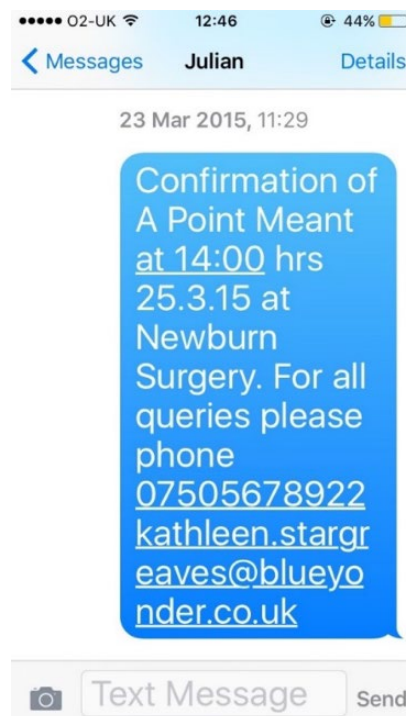 O2-UK 12:46 44%
Messages Julian Details
23 Mar 2015, 11:29
Confirmation of
A Point Meant
at 14:00 hrs
25.3.15 at
Newburn
Surgery. For all
queries please
phone
07505678922
kathleen.stargr
eaves@blueyo
nder.co.uk
Text Message Send